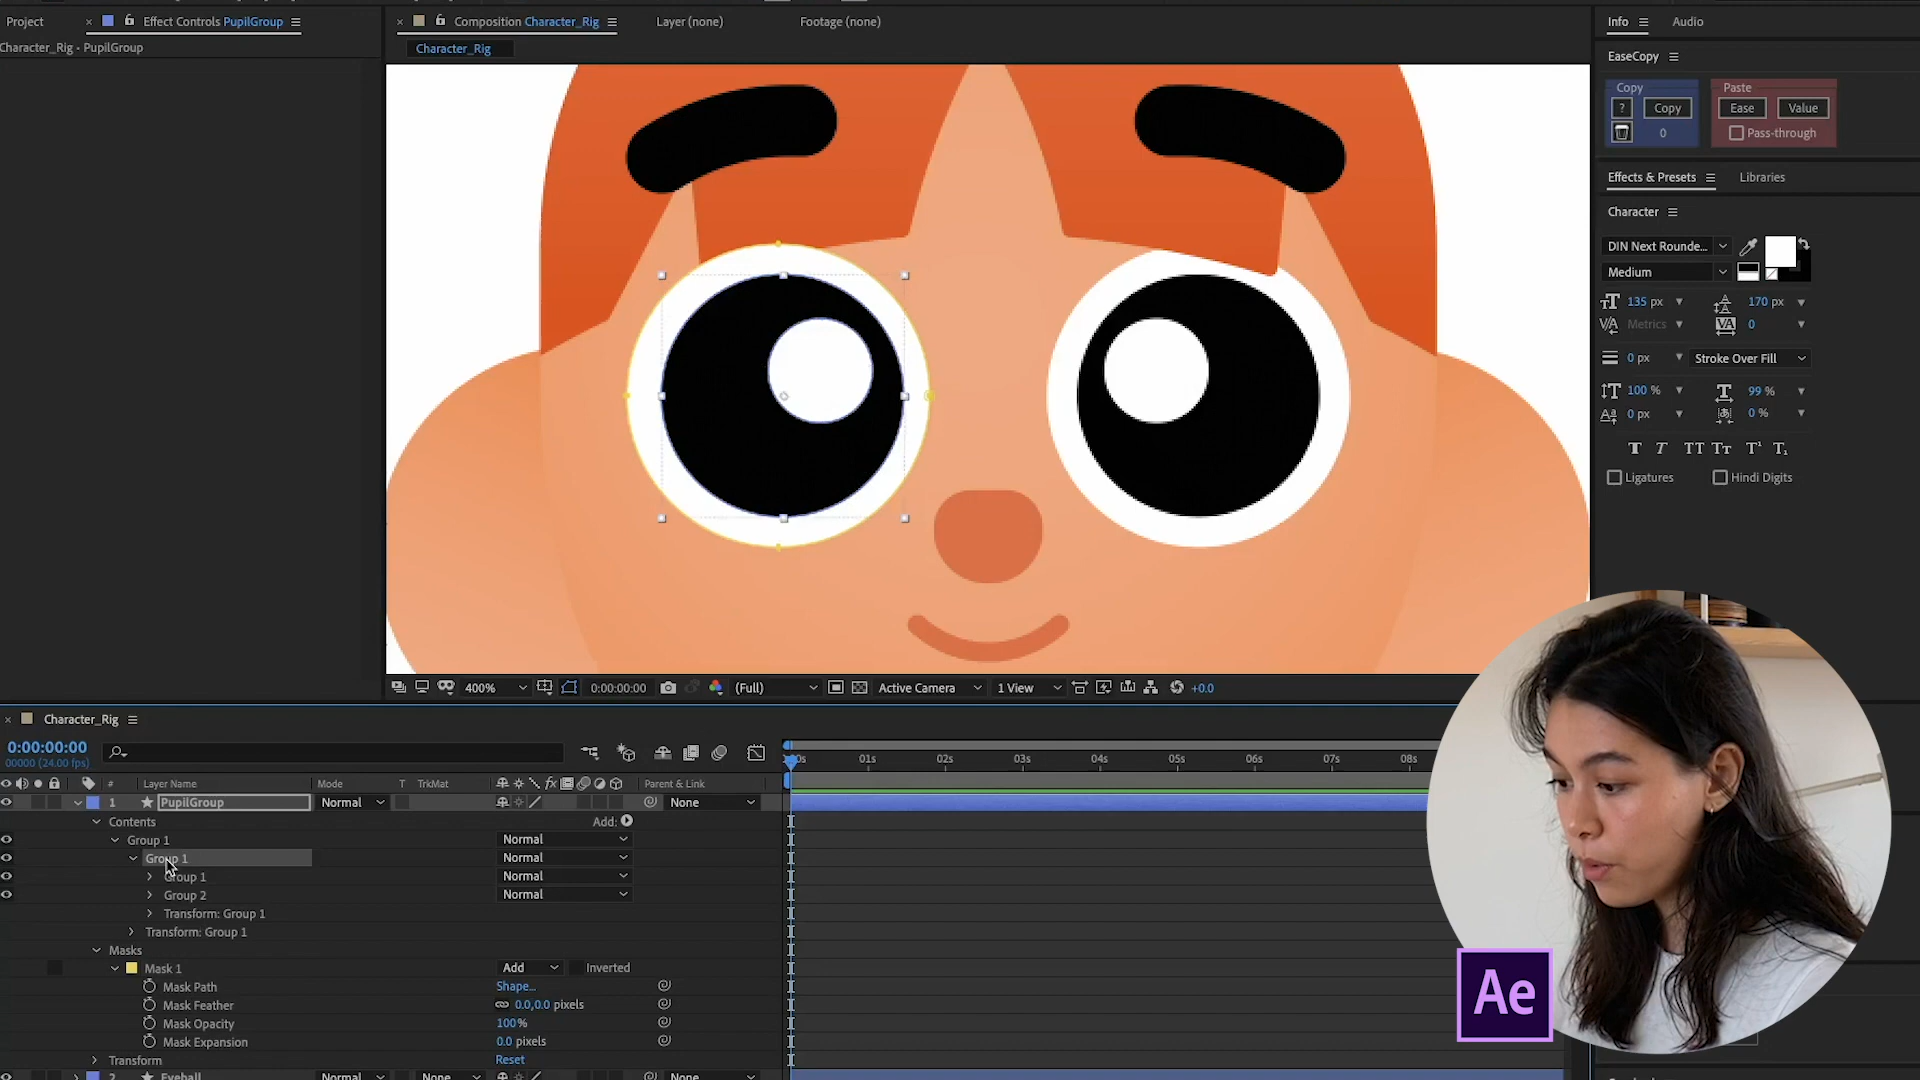 Project
Effect Controls PupilGroup
Composition Character_Rig
Layer (none)
Footage (none)
Info
Audio
Character_Rig - PupilGroup
Character_Rig
EaseCopy
Copy
Paste
?
Copy
Ease
Value
0
Pass-through
Effects & Presets
Libraries
Character
DIN Next Rounde...
Medium
135 px
170 px
Metrics
0
0 px
Stroke Over Fill
100 %
99 %
0 px
0 %
Ligatures
Hindi Digits
400%
0:00:00:00
(Full)
Active Camera
1 View
+0.0
Character_Rig
0:00:00:00
00000 (24.00 fps)
01s
02s
03s
04s
05s
06s
07s
08s
#
Layer Name
Mode
T
TrkMat
Parent & Link
1
PupilGroup
Normal
None
Contents
Add:
Group 1
Normal
Group 1
Normal
Group 1
Normal
Group 2
Normal
Transform: Group 1
Transform: Group 1
Masks
Mask 1
Add
Inverted
Mask Path
Shape...
Mask Feather
0.0,0.0 pixels
Mask Opacity
100%
Mask Expansion
0.0 pixels
Transform
Reset
2
Eyeball
Normal
None
None
Ae